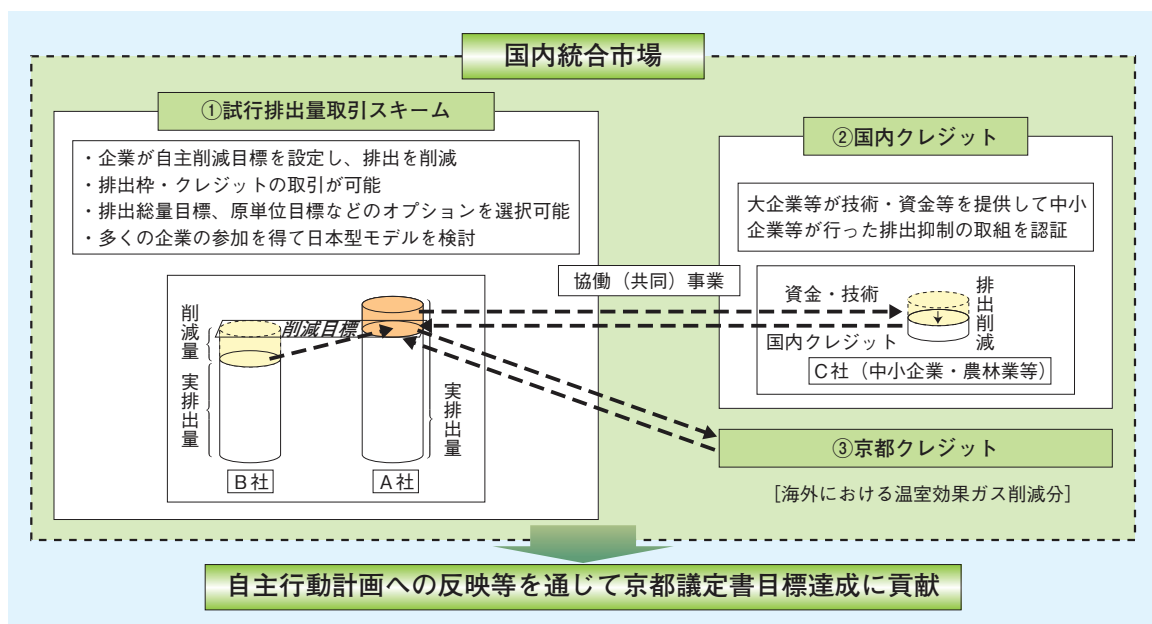 国内統合市場
①試行排出量取引スキーム
・企業が自主削減目標を設定し、排出を削減
・排出枠・クレジットの取引が可能
・排出総量目標、原単位目標などのオプションを選択可能
・多くの企業の参加を得て日本型モデルを検討
削減量
実排出量
削減目標
実排出量
B社
A社
協働（共同）事業
②国内クレジット
大企業等が技術・資金等を提供して中小
企業等が行った排出抑制の取組を認証
資金・技術
国内クレジット
排出削減
C社（中小企業・農林業等）
③京都クレジット
［海外における温室効果ガス削減分］
自主行動計画への反映等を通じて京都議定書目標達成に貢献